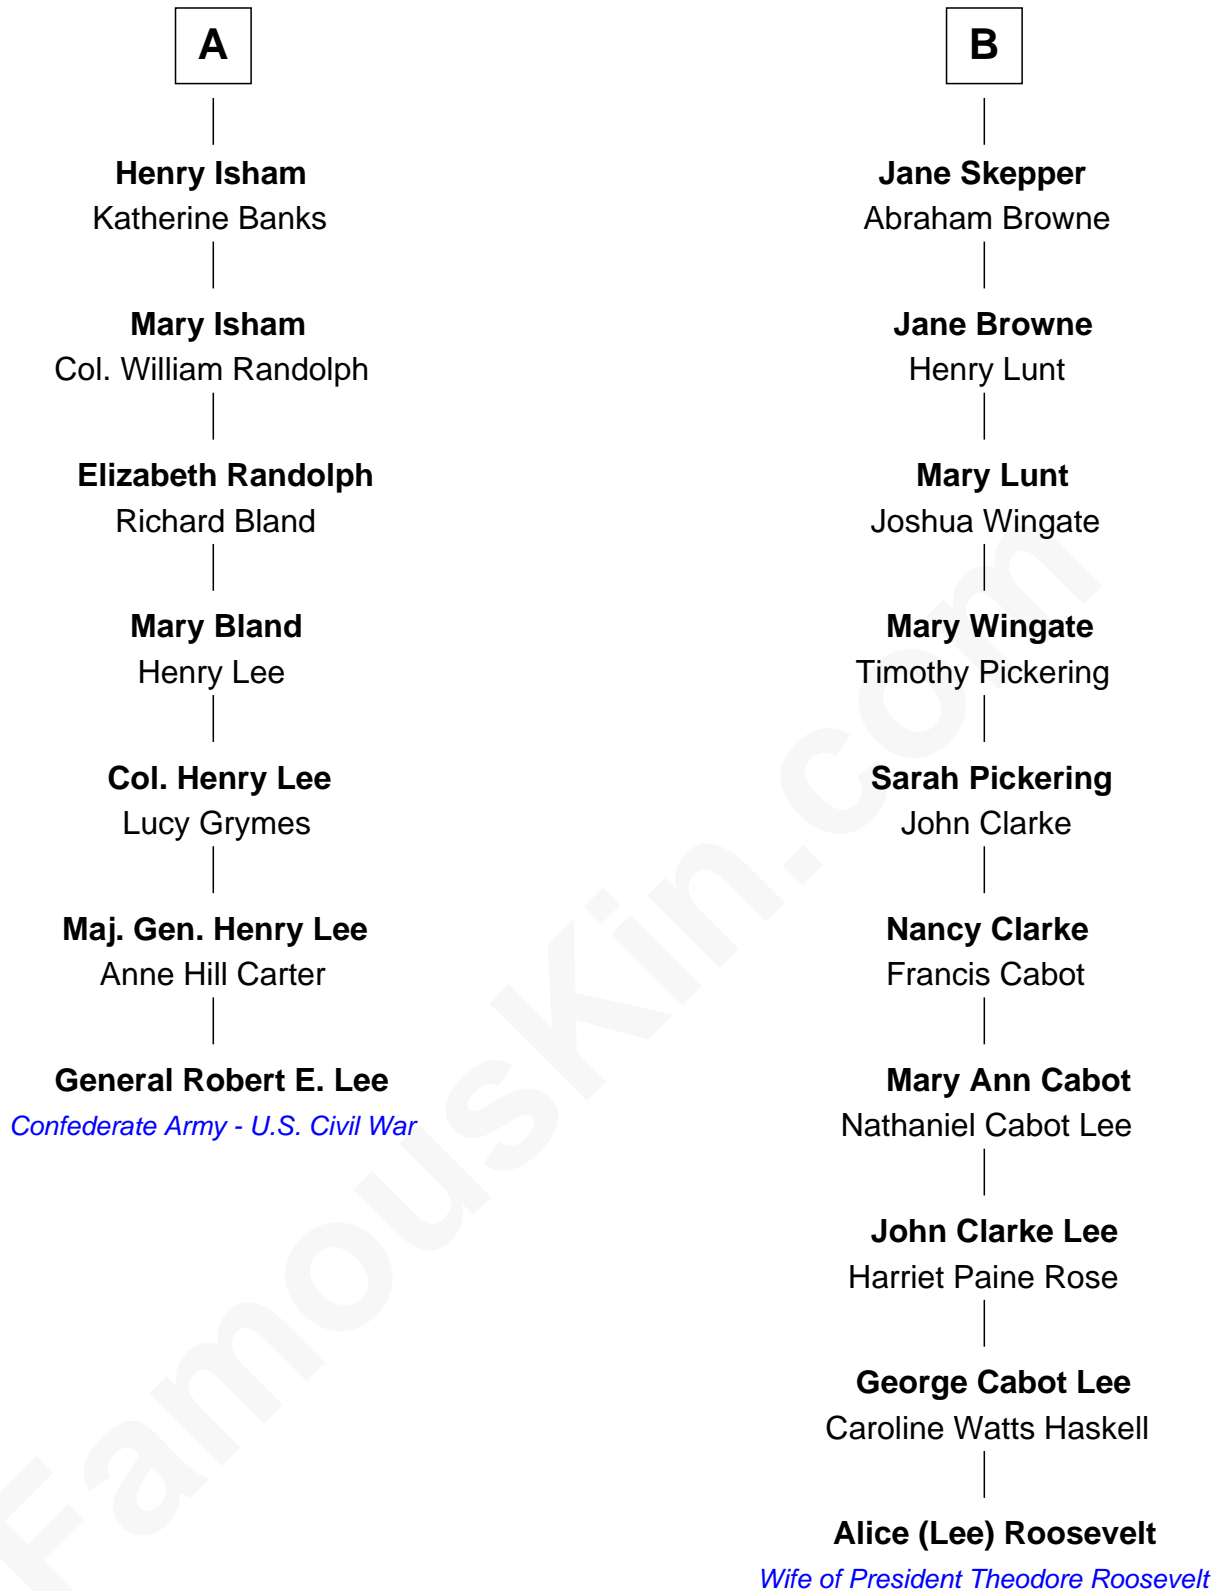 A
Henry Isham
Katherine Banks
Mary Isham
Col. William Randolph
Elizabeth Randolph
Richard Bland
Mary Bland
Henry Lee
Col. Henry Lee
Lucy Grymes
Maj. Gen. Henry Lee
Anne Hill Carter
General Robert E. Lee
Confederate Army - U.S. Civil War
B
Jane Skepper
Abraham Browne
Jane Browne
Henry Lunt
Mary Lunt
Joshua Wingate
Mary Wingate
Timothy Pickering
Sarah Pickering
John Clarke
Nancy Clarke
Francis Cabot
Mary Ann Cabot
Nathaniel Cabot Lee
John Clarke Lee
Harriet Paine Rose
George Cabot Lee
Caroline Watts Haskell
Alice (Lee) Roosevelt
Wife of President Theodore Roosevelt
FamousKin.com